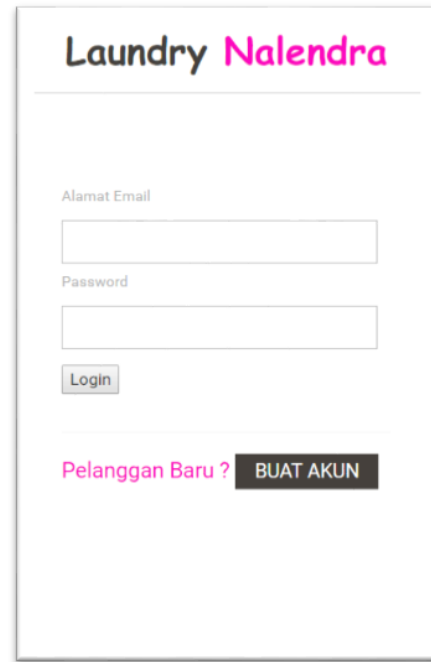 Laundry Nalendra
Alamat Email
Password
Login
Pelanggan Baru ? BUAT AKUN